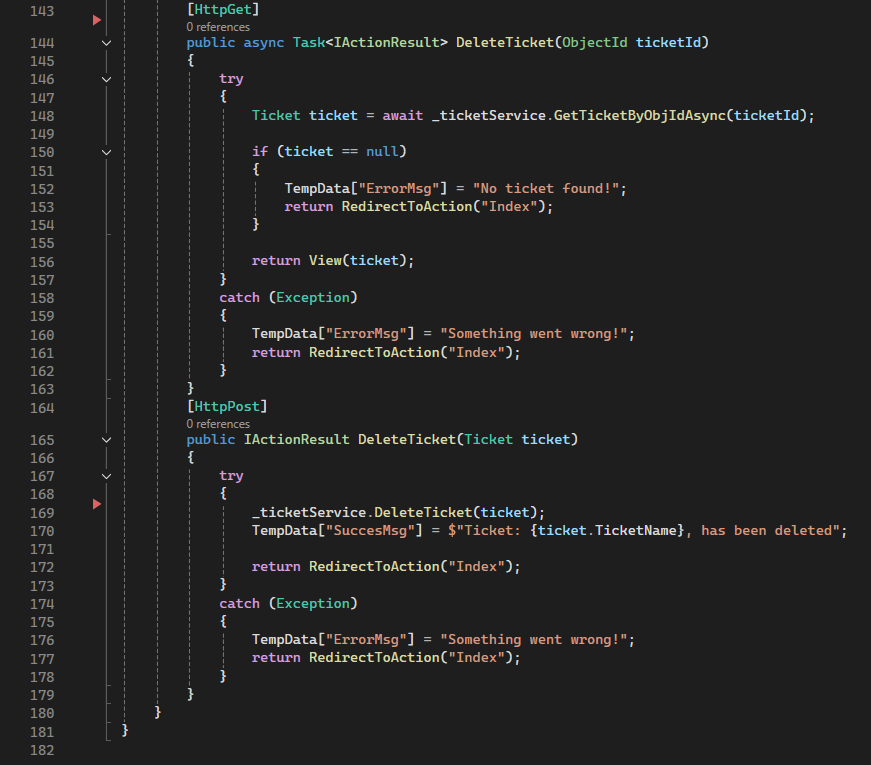 143 [HttpGet]
0 references
144 public async Task<IActionResult> DeleteTicket(ObjectId ticketId)
145 {
146 try
147 {
148 Ticket ticket = await _ticketService.GetTicketByObjIdAsync(ticketId);
149
150 if (ticket == null)
151 {
152 TempData["ErrorMsg"] = "No ticket found!";
153 return RedirectToAction("Index");
154 }
155
156 return View(ticket);
157 }
158 catch (Exception)
159 {
160 TempData["ErrorMsg"] = "Something went wrong!";
161 return RedirectToAction("Index");
162 }
163 }
164 [HttpPost]
0 references
165 public IActionResult DeleteTicket(Ticket ticket)
166 {
167 try
168 {
169 _ticketService.DeleteTicket(ticket);
170 TempData["SuccesMsg"] = $"Ticket: {ticket.TicketName}, has been deleted";
171
172 return RedirectToAction("Index");
173 }
174 catch (Exception)
175 {
176 TempData["ErrorMsg"] = "Something went wrong!";
177 return RedirectToAction("Index");
178 }
179 }
180 }
181 }
182